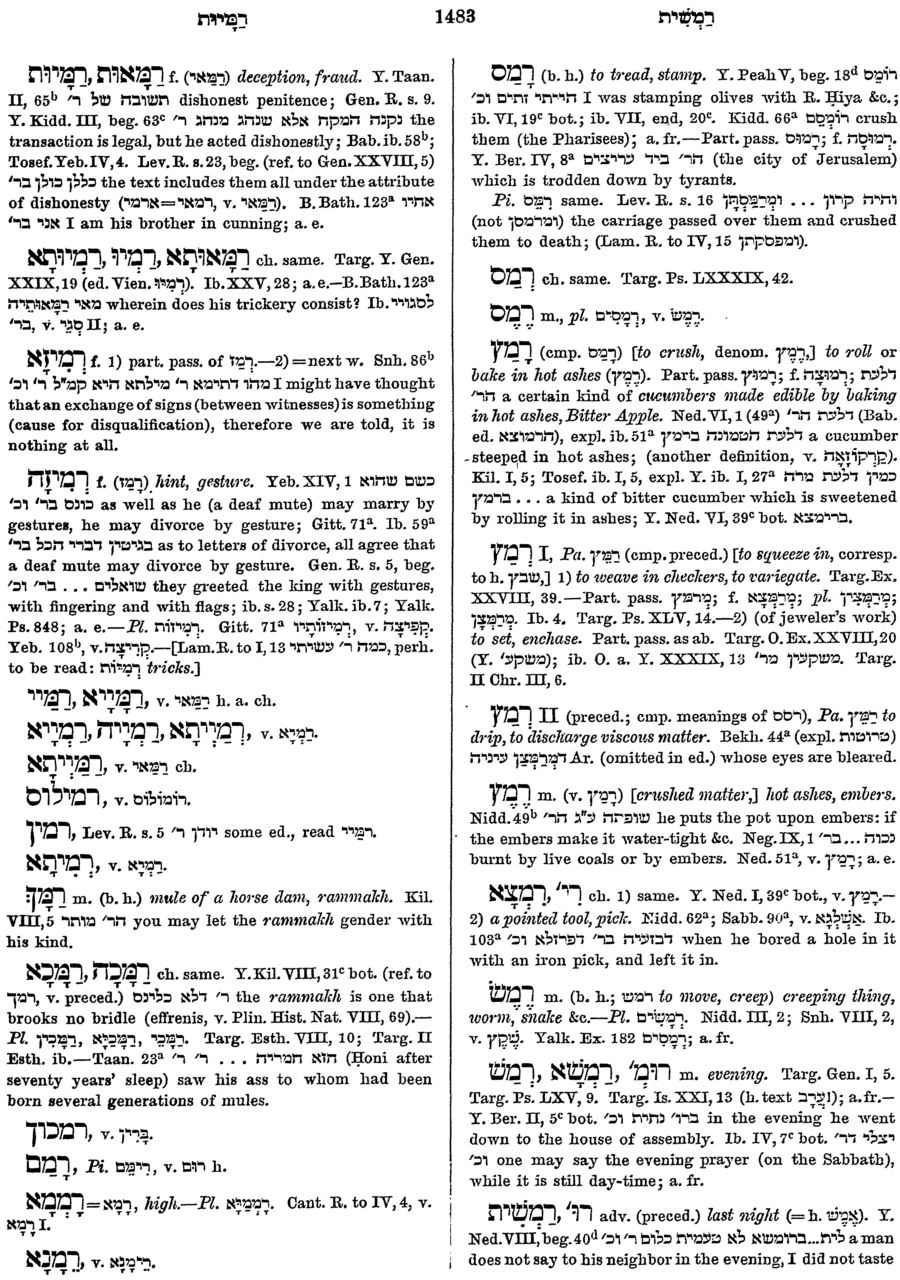 רַמָּיוּת
1483
רַמְשִׁית
רַמָּאוּת, רַמָּיוּת f. (רַמַּאי) deception, fraud. Y. Taan.
II, 65ᵇ תשובה של ר' dishonest penitence; Gen. R. s. 9.
Y. Kidd. III, beg. 63ᶜ נקנה המקח אלא שנהג מנהג ר' the
transaction is legal, but he acted dishonestly; Bab. ib. 58ᵇ;
Tosef. Yeb. IV, 4. Lev. R. s. 23, beg. (ref. to Gen. XXVIII, 5)
כללן כולן בר' the text includes them all under the attribute
of dishonesty (רמאי=ארמי, v. רַמַּאי). B. Bath. 123ᵃ אחיו
אני בר' I am his brother in cunning; a. e.
רַמָּאוּתָא, רַמָּיוּ, רַמָּיוּתָא ch. same. Targ. Y. Gen.
XXIX, 19 (ed. Vien. רְמִיּוּ). Ib. XXV, 28; a. e.—B. Bath. 123ᵃ
מאי רַמָּאוּתֵיה wherein does his trickery consist? Ib. לסגויי
בר', v. סְגֵי II; a. e.
רְמִיזָא f. 1) part. pass. of רְמַז.—2) = next w. Snh. 86ᵇ
מהו דתימא ר' מילתא היא קמ"ל ר' וכ' I might have thought
that an exchange of signs (between witnesses) is something
(cause for disqualification), therefore we are told, it is
nothing at all.
רְמִיזָה f. (רָמַז) hint, gesture. Yeb. XIV, 1 כשם שהוא
כונס בר' וכ' as well as he (a deaf mute) may marry by
gestures, he may divorce by gesture; Gitt. 71ᵃ. Ib. 59ᵃ
בגיטין דברי הכל בר' as to letters of divorce, all agree that
a deaf mute may divorce by gesture. Gen. R. s. 5, beg.
שואלים ... בר' וכ' they greeted the king with gestures,
with fingering and with flags; ib. s. 28; Yalk. ib. 7; Yalk.
Ps. 848; a. e.—Pl. רְמִיזוֹת. Gitt. 71ᵃ רְמִיזוֹתָיו, v. קְפִיצָה.
Yeb. 108ᵇ, v. קְרִיצָה.—[Lam. R. to I, 13 כמה ר' עשיתי, perh.
to be read: רַמָּיוֹת tricks.]
רַמָּיָיא, רַמָּיֵי, v. רַמַּאי h. a. ch.
רַמְיָיא, רַמְיָיה, רַמְיָיתָא, v. רַמְיָא.
רַמָּיְיתָא, v. רַמַּאי ch.
רמילוס, v. רומולוס.
רמין, Lev. R. s. 5 יודן ר' some ed., read רַמָּיֵי.
רְמִיתָא, v. רַמְיָא.
רַמָּךְ m. (b. h.) mule of a horse dam, rammakh. Kil.
VIII, 5 הר' מותר you may let the rammakh gender with
his kind.
רַמָּכָא, רַמָּכָה ch. same. Y. Kil. VIII, 31ᶜ bot. (ref. to
רמך, v. preced.) ר' דלא כלינס the rammakh is one that
brooks no bridle (effrenis, v. Plin. Hist. Nat. VIII, 69).—
Pl. רַמָּכֵי, רַמָּכַיָּא, רַמָּכִין. Targ. Esth. VIII, 10; Targ. II
Esth. ib.—Taan. 23ᵃ הזא חמריה ... ר' ר' (Ḥoni after
seventy years' sleep) saw his ass to whom had been
born several generations of mules.
רמכוך, v. כְּרִיךְ.
רָמַם, Pi. רִימֵּם, v. רום h.
רָמְמָא=רָמָא, high.—Pl. רָמְמַיָּא. Cant. R. to IV, 4, v.
רָמָא I.
רְמָנָא, v. רִימָּנָא.
רָמַס (b. h.) to tread, stamp. Y. Peah V, beg. 18ᵈ רומס
הייתי זתים וכ' I was stamping olives with R. Ḥiya &c.;
ib. VI, 19ᶜ bot.; ib. VII, end, 20ᶜ. Kidd. 66ᵃ רומסם crush
them (the Pharisees); a. fr.—Part. pass. רָמוּס; f. רְמוּסָה.
Y. Ber. IV, 8ᵃ הר' ביד עריצים (the city of Jerusalem)
which is trodden down by tyrants.
Pi. רִמֵּס same. Lev. R. s. 16 והיה קרון ... וּמְרַמַּסְתָּן
(not ומרמסן) the carriage passed over them and crushed
them to death; (Lam. R. to IV, 15 ומפסקתן).
רְמַס ch. same. Targ. Ps. LXXXIX, 42.
רֶמֶס m., pl. רְמָסִים, v. רֶמֶשׂ.
רָמַץ (cmp. רמס) [to crush, denom. רֶמֶץ,] to roll or
bake in hot ashes (רֶמֶץ). Part. pass. רָמוּץ; f. רְמוּצָה; דלעת
הר' a certain kind of cucumbers made edible by baking
in hot ashes, Bitter Apple. Ned. VI, 1 (49ᵃ) דלעת הר' (Bab.
ed. הרמוצא), expl. ib. 51ᵃ דלעת הטמונה ברמץ a cucumber
steeped in hot ashes; (another definition, v. קַרְקוּזָאָה).
Kil. I, 5; Tosef. ib. I, 5, expl. Y. ib. I, 27ᵃ כמין דלעת מרה
ברמץ ... a kind of bitter cucumber which is sweetened
by rolling it in ashes; Y. Ned. VI, 39ᶜ bot. ברימצא.
רְמַץ I, Pa. רַמֵּץ (cmp. preced.) [to squeeze in, corresp.
to h. שבץ,] 1) to weave in checkers, to variegate. Targ. Ex.
XXVIII, 39.—Part. pass. מְרַמַּץ; f. מְרַמְּצָא; pl. מְרַמְּצִין;
מְרַמְּצָן. Ib. 4. Targ. Ps. XLV, 14.—2) (of jeweler's work)
to set, enchase. Part. pass. as ab. Targ. O. Ex. XXVIII, 20
(Y. משקע'); ib. O. a. Y. XXXIX, 13 משקעין מר'. Targ.
II Chr. III, 6.
רְמַץ II (preced.; cmp. meanings of רסס), Pa. רַמֵּץ to
drip, to discharge viscous matter. Bekh. 44ᵃ (expl. טרוטות)
דמְרַמְּצָן עיניה Ar. (omitted in ed.) whose eyes are bleared.
רֶמֶץ m. (v. רָמַץ) [crushed matter,] hot ashes, embers.
Nidd. 49ᵇ שופתה ע"ג הר' he puts the pot upon embers: if
the embers make it water-tight &c. Neg. IX, 1 נכוה ... בר'
burnt by live coals or by embers. Ned. 51ᵃ, v. רָמַץ; a. e.
רַמְצָא, רי' ch. 1) same. Y. Ned. I, 39ᶜ bot., v. רָמַץ.—
2) a pointed tool, pick. Nidd. 62ᵃ; Sabb. 90ᵃ, v. אַשְׁלְגָא. Ib.
103ᵃ דבזעיה בר' דפרזלא וכ' when he bored a hole in it
with an iron pick, and left it in.
רֶמֶשׂ m. (b. h.; רמש to move, creep) creeping thing,
worm, snake &c.—Pl. רְמָשִׂים. Nidd. III, 2; Snh. VIII, 2,
v. שֶׁקֶץ. Yalk. Ex. 182 רְמָסִים; a. fr.
רְמַשׁ, רַמְשָׁא, רוּמְ' m. evening. Targ. Gen. I, 5.
Targ. Ps. LXV, 9. Targ. Is. XXI, 13 (h. text עֶרֶב!); a. fr.—
Y. Ber. II, 5ᶜ bot. ברו' נחית וכ' in the evening he went
down to the house of assembly. Ib. IV, 7ᶜ bot. יצלי דר'
וכ' one may say the evening prayer (on the Sabbath),
while it is still day-time; a. fr.
רַמְשִׁית, רוּ' adv. (preced.) last night (= h. אֶמֶשׁ). Y.
Ned. VIII, beg. 40ᵈ לית...ברומשא לא טעמית כלום ר' וכ' a man
does not say to his neighbor in the evening, I did not taste